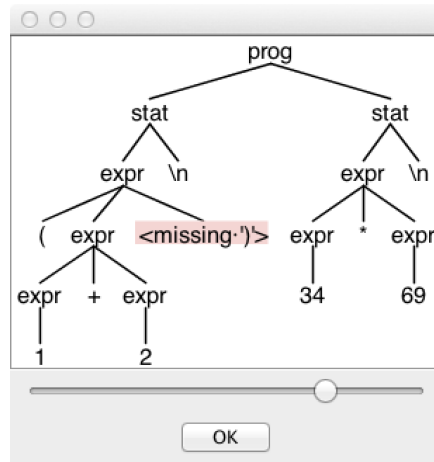 prog
stat stat
expr \n expr \n
( expr <missing·')'> expr * expr
expr + expr 34 69
1 2
OK